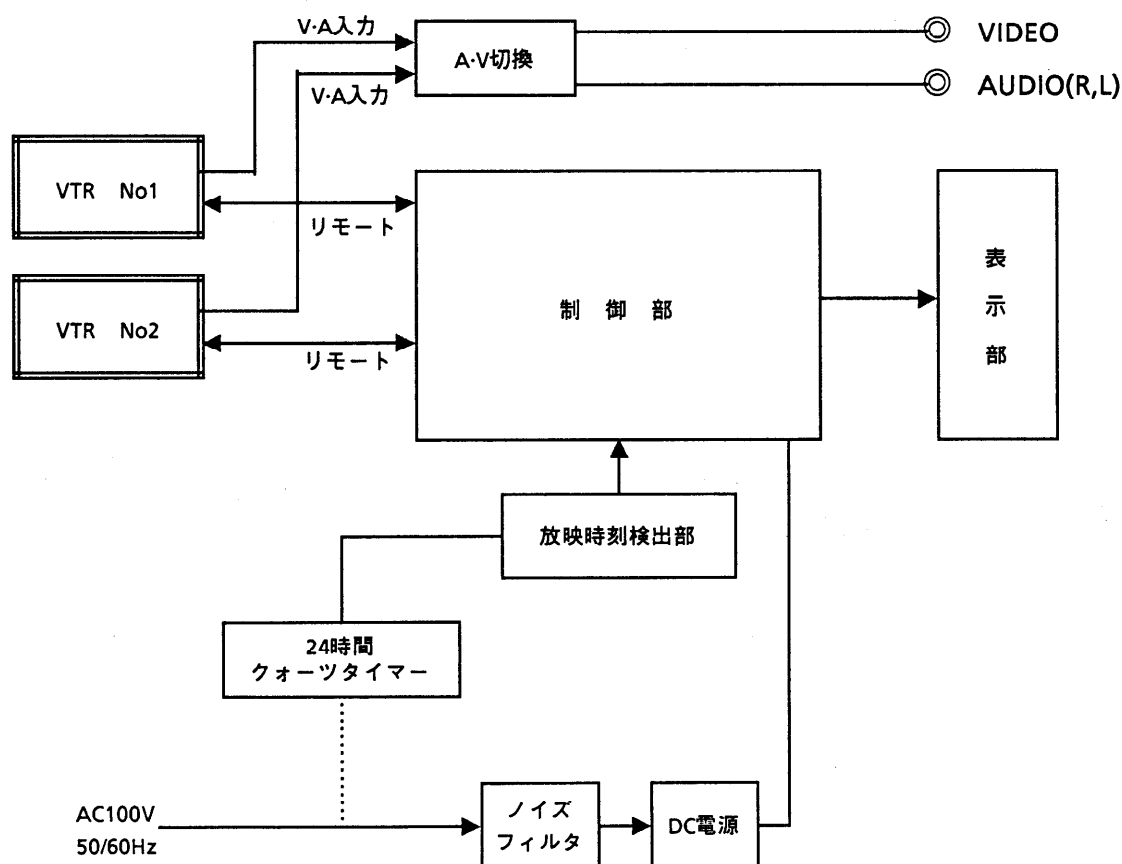 V·A入力
A·V切換
VIDEO
V·A入力
AUDIO(R,L)
VTR No1
リモート
VTR No2
リモート
制御部
表
示
部
放映時刻検出部
24時間
クォーツタイマー
AC100V
50/60Hz
ノイズ
フィルタ
DC電源